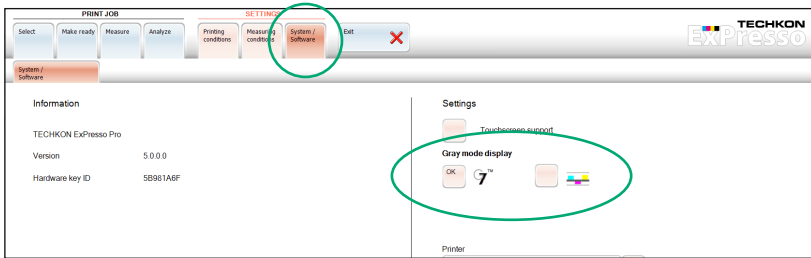 PRINT JOB
SETTINGS
Select
Make ready
Measure
Analyze
Printing
conditions
Measuring
conditions
System /
Software
Exit
TECHKON
ExPresso
System /
Software
Information
TECHKON ExPresso Pro
Version 5.0.0.0
Hardware key ID 5B981A6F
Settings
Touchscreen support
Gray mode display
OK G7™
Printer